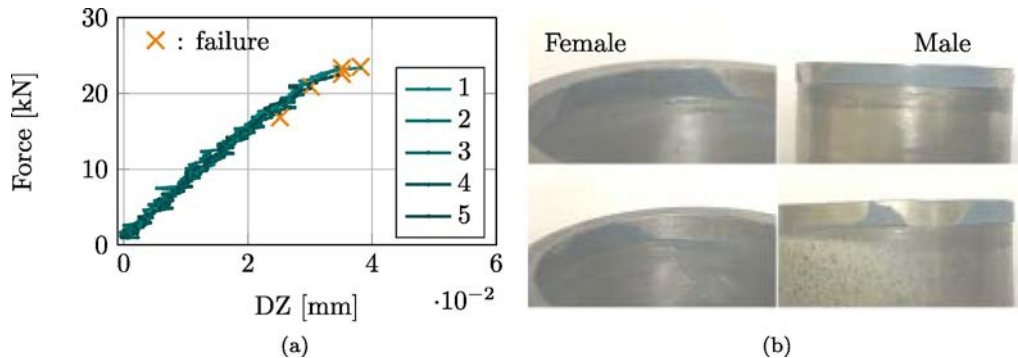 30
20
10
0
Force [kN]
× : failure
1
2
3
4
5
0
2
4
6
DZ [mm]
·10⁻²
(a)
Female
Male
(b)